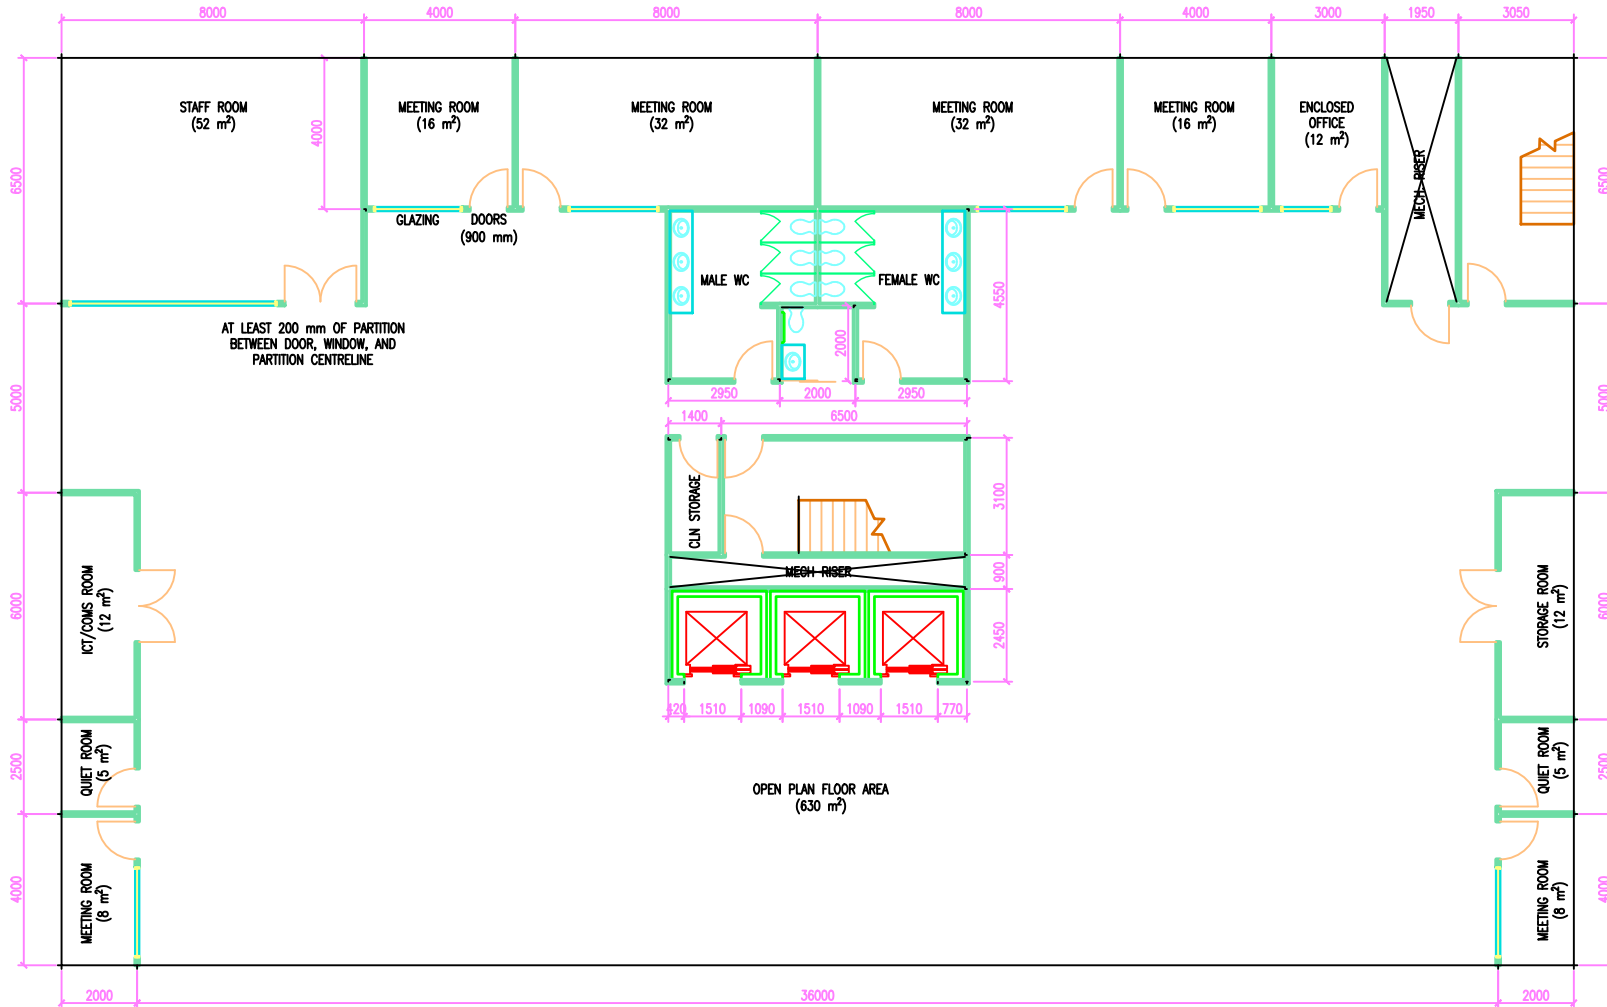 8000
4000
8000
8000
4000
3000
1950
3050
STAFF ROOM
(52 m²)
MEETING ROOM
(16 m²)
MEETING ROOM
(32 m²)
MEETING ROOM
(32 m²)
MEETING ROOM
(16 m²)
ENCLOSED
OFFICE
(12 m²)
4000
6500
MECH RISER
6500
GLAZING
DOORS
(900 mm)
MALE WC
FEMALE WC
4550
AT LEAST 200 mm OF PARTITION
BETWEEN DOOR, WINDOW, AND
PARTITION CENTRELINE
2000
5000
5000
2950
2000
2950
1400
6500
CLN STORAGE
3100
MECH RISER
900
ICT/COMS ROOM
(12 m²)
6000
2450
STORAGE ROOM
(12 m²)
6000
420
1510
1090
1510
1090
1510
770
QUIET ROOM
(5 m²)
2500
QUIET ROOM
(5 m²)
2500
OPEN PLAN FLOOR AREA
(630 m²)
MEETING ROOM
(8 m²)
4000
MEETING ROOM
(8 m²)
4000
2000
36000
2000